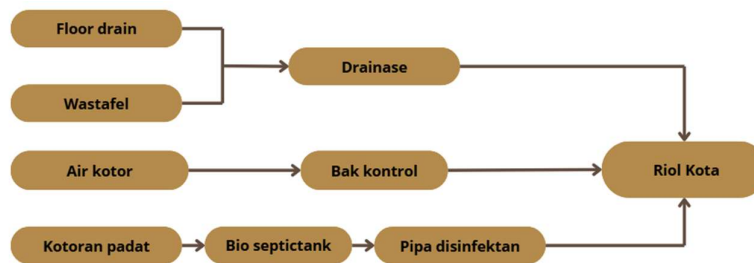 Floor drain
Drainase
Wastafel
Air kotor
Bak kontrol
Riol Kota
Kotoran padat
Bio septictank
Pipa disinfektan